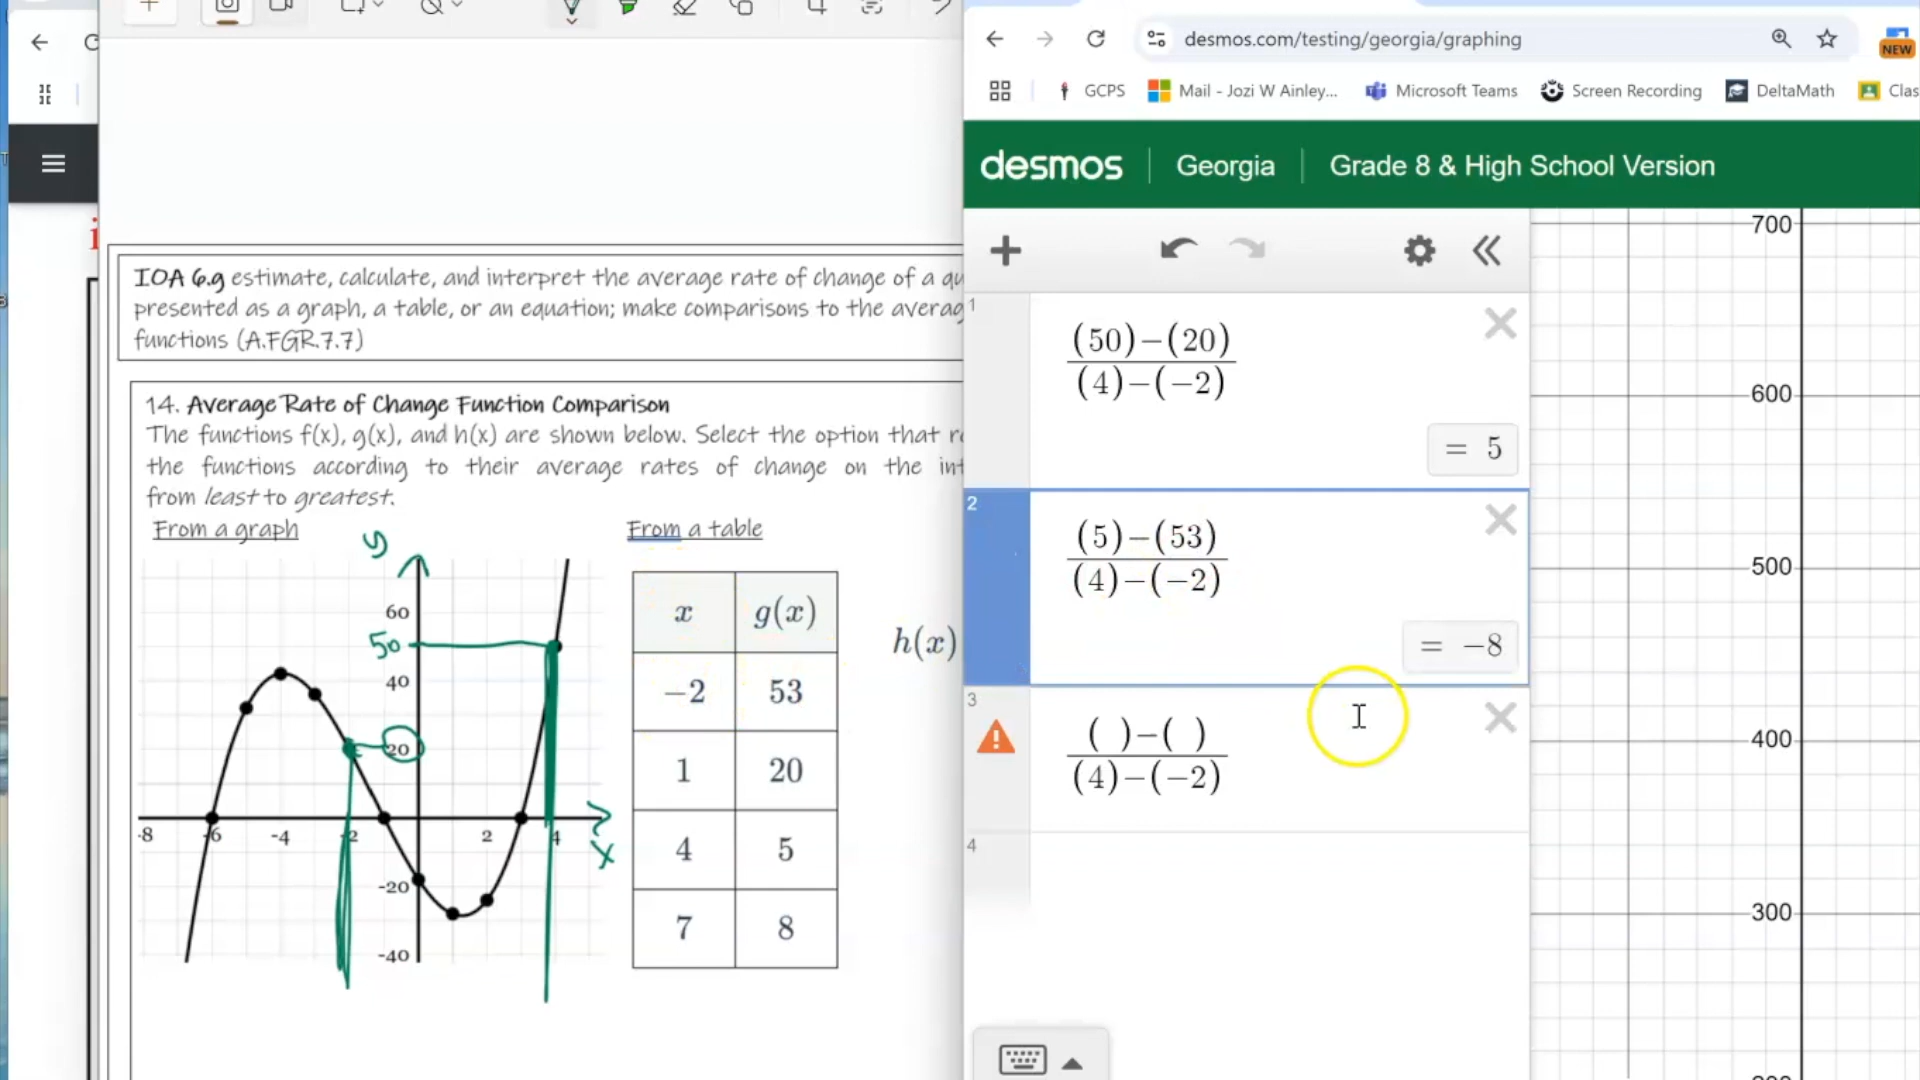 desmos.com/testing/georgia/graphing
NEW
GCPS
Mail - Jozi W Ainley...
Microsoft Teams
Screen Recording
DeltaMath
Clas
desmos
Georgia
Grade 8 & High School Version
IOA 6.g estimate, calculate, and interpret the average rate of change of a qu
presented as a graph, a table, or an equation; make comparisons to the averag
functions (A.FGR.7.7)
14. Average Rate of Change Function Comparison
The functions f(x), g(x), and h(x) are shown below. Select the option that r
the functions according to their average rates of change on the int
from least to greatest.
From a graph
From a table
y
60
50
40
20
-20
-40
-8 -6 -4 -2 2 4
x
x g(x)
-2 53
1 20
4 5
7 8
h(x)
1
(50)-(20)
(4)-(-2)
= 5
2
(5)-(53)
(4)-(-2)
= -8
3
( )-( )
(4)-(-2)
4
700
600
500
400
300